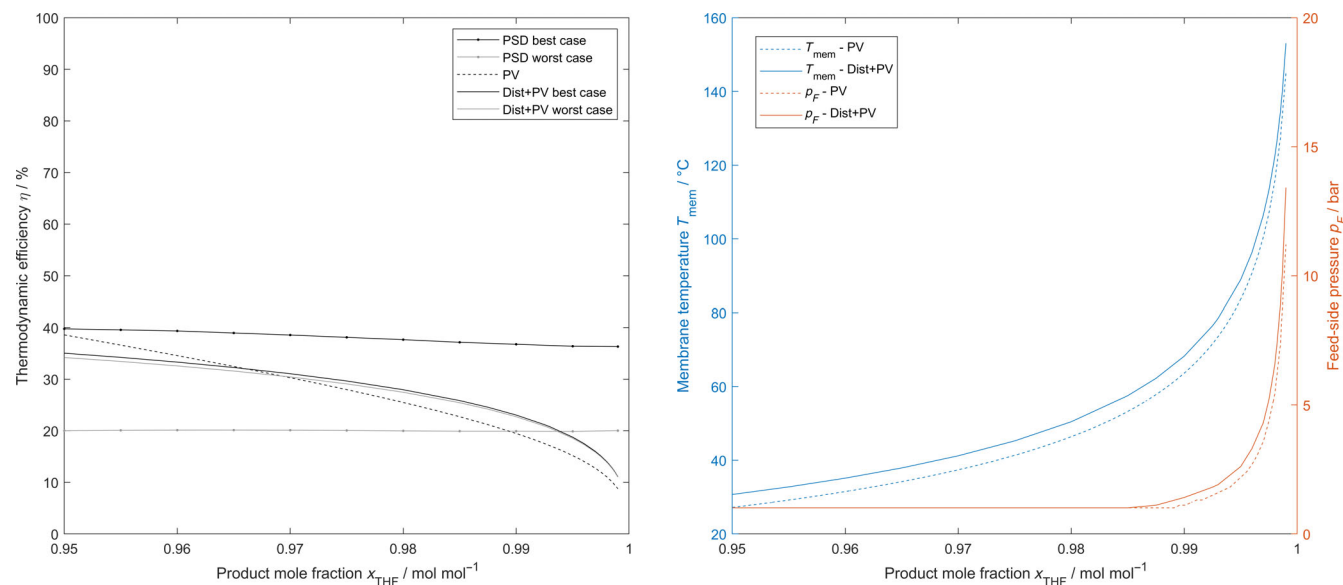 100
90
80
70
60
50
40
30
20
10
0
Thermodynamic efficiency η / %
PSD best case
PSD worst case
PV
Dist+PV best case
Dist+PV worst case
0.95
0.96
0.97
0.98
0.99
1
Product mole fraction x_THF / mol mol⁻¹
160
140
120
100
80
60
40
20
Membrane temperature T_mem / °C
T_mem - PV
T_mem - Dist+PV
p_F - PV
p_F - Dist+PV
20
15
10
5
0
Feed-side pressure p_F / bar
0.95
0.96
0.97
0.98
0.99
1
Product mole fraction x_THF / mol mol⁻¹